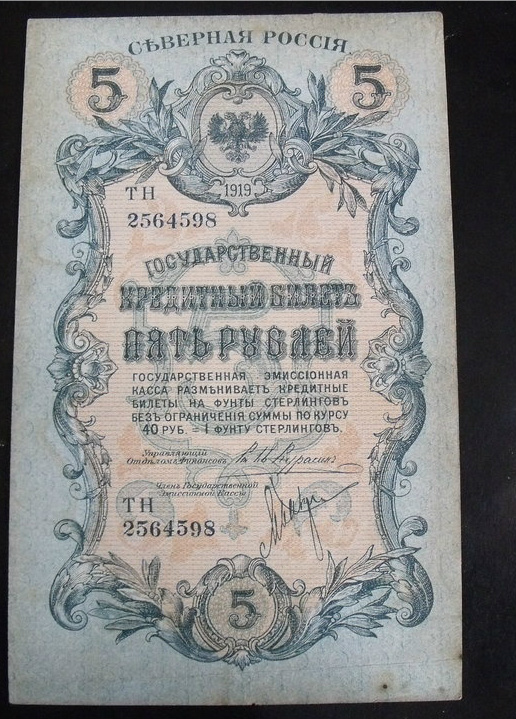 СѢВЕРНАЯ РОССІЯ.
5 5
1919
ТН
2564598
ГОСУДАРСТВЕННЫЙ
КРЕДИТНЫЙ БИЛЕТЪ
ПЯТЬ РУБЛЕЙ
ГОСУДАРСТВЕННАЯ ЭМИССІОННАЯ
КАССА РАЗМѢНИВАЕТЪ КРЕДИТНЫЕ
БИЛЕТЫ НА ФУНТЫ СТЕРЛИНГОВЪ
БЕЗЪ ОГРАНИЧЕНІЯ СУММЫ ПО КУРСУ
40 РУБ. = 1 ФУНТУ СТЕРЛИНГОВЪ.
Управляющій
Отдѣломъ Финансовъ
Членъ Государственной
Эмиссіонной Кассы
ТН
2564598
5